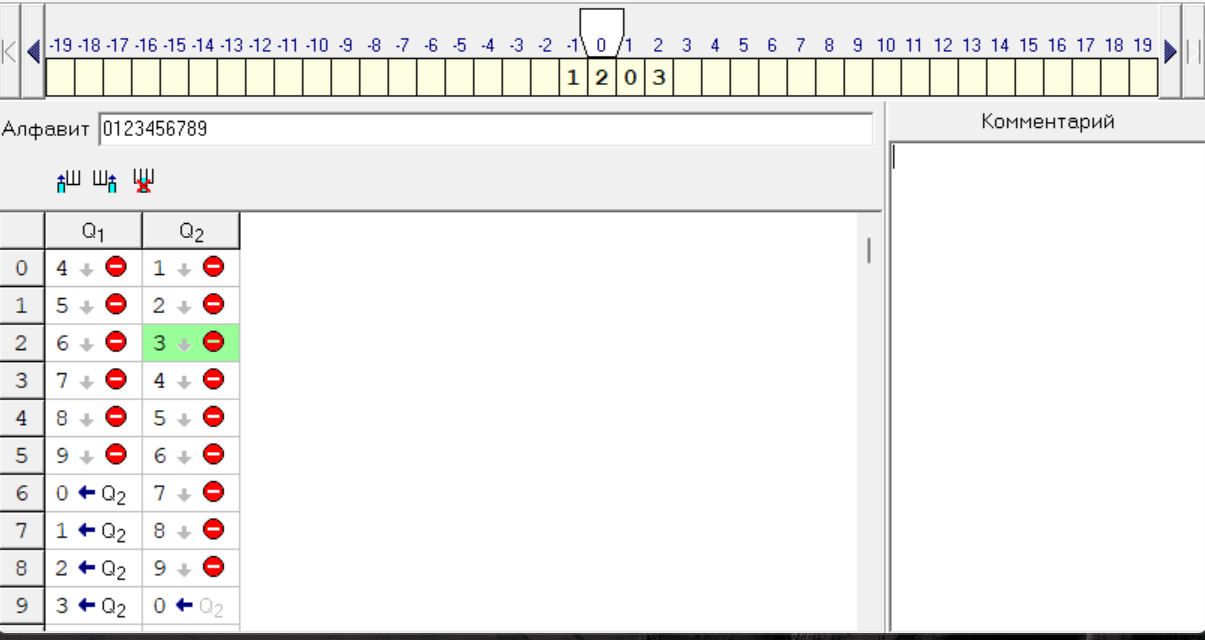 -19 -18 -17 -16 -15 -14 -13 -12 -11 -10 -9 -8 -7 -6 -5 -4 -3 -2 -1 0 1 2 3 4 5 6 7 8 9 10 11 12 13 14 15 16 17 18 19
1 2 0 3
Алфавит 0123456789
Комментарий
Q1 Q2
0 4 1
1 5 2
2 6 3
3 7 4
4 8 5
5 9 6
6 0 ← Q2 7
7 1 ← Q2 8
8 2 ← Q2 9
9 3 ← Q2 0 ← Q2